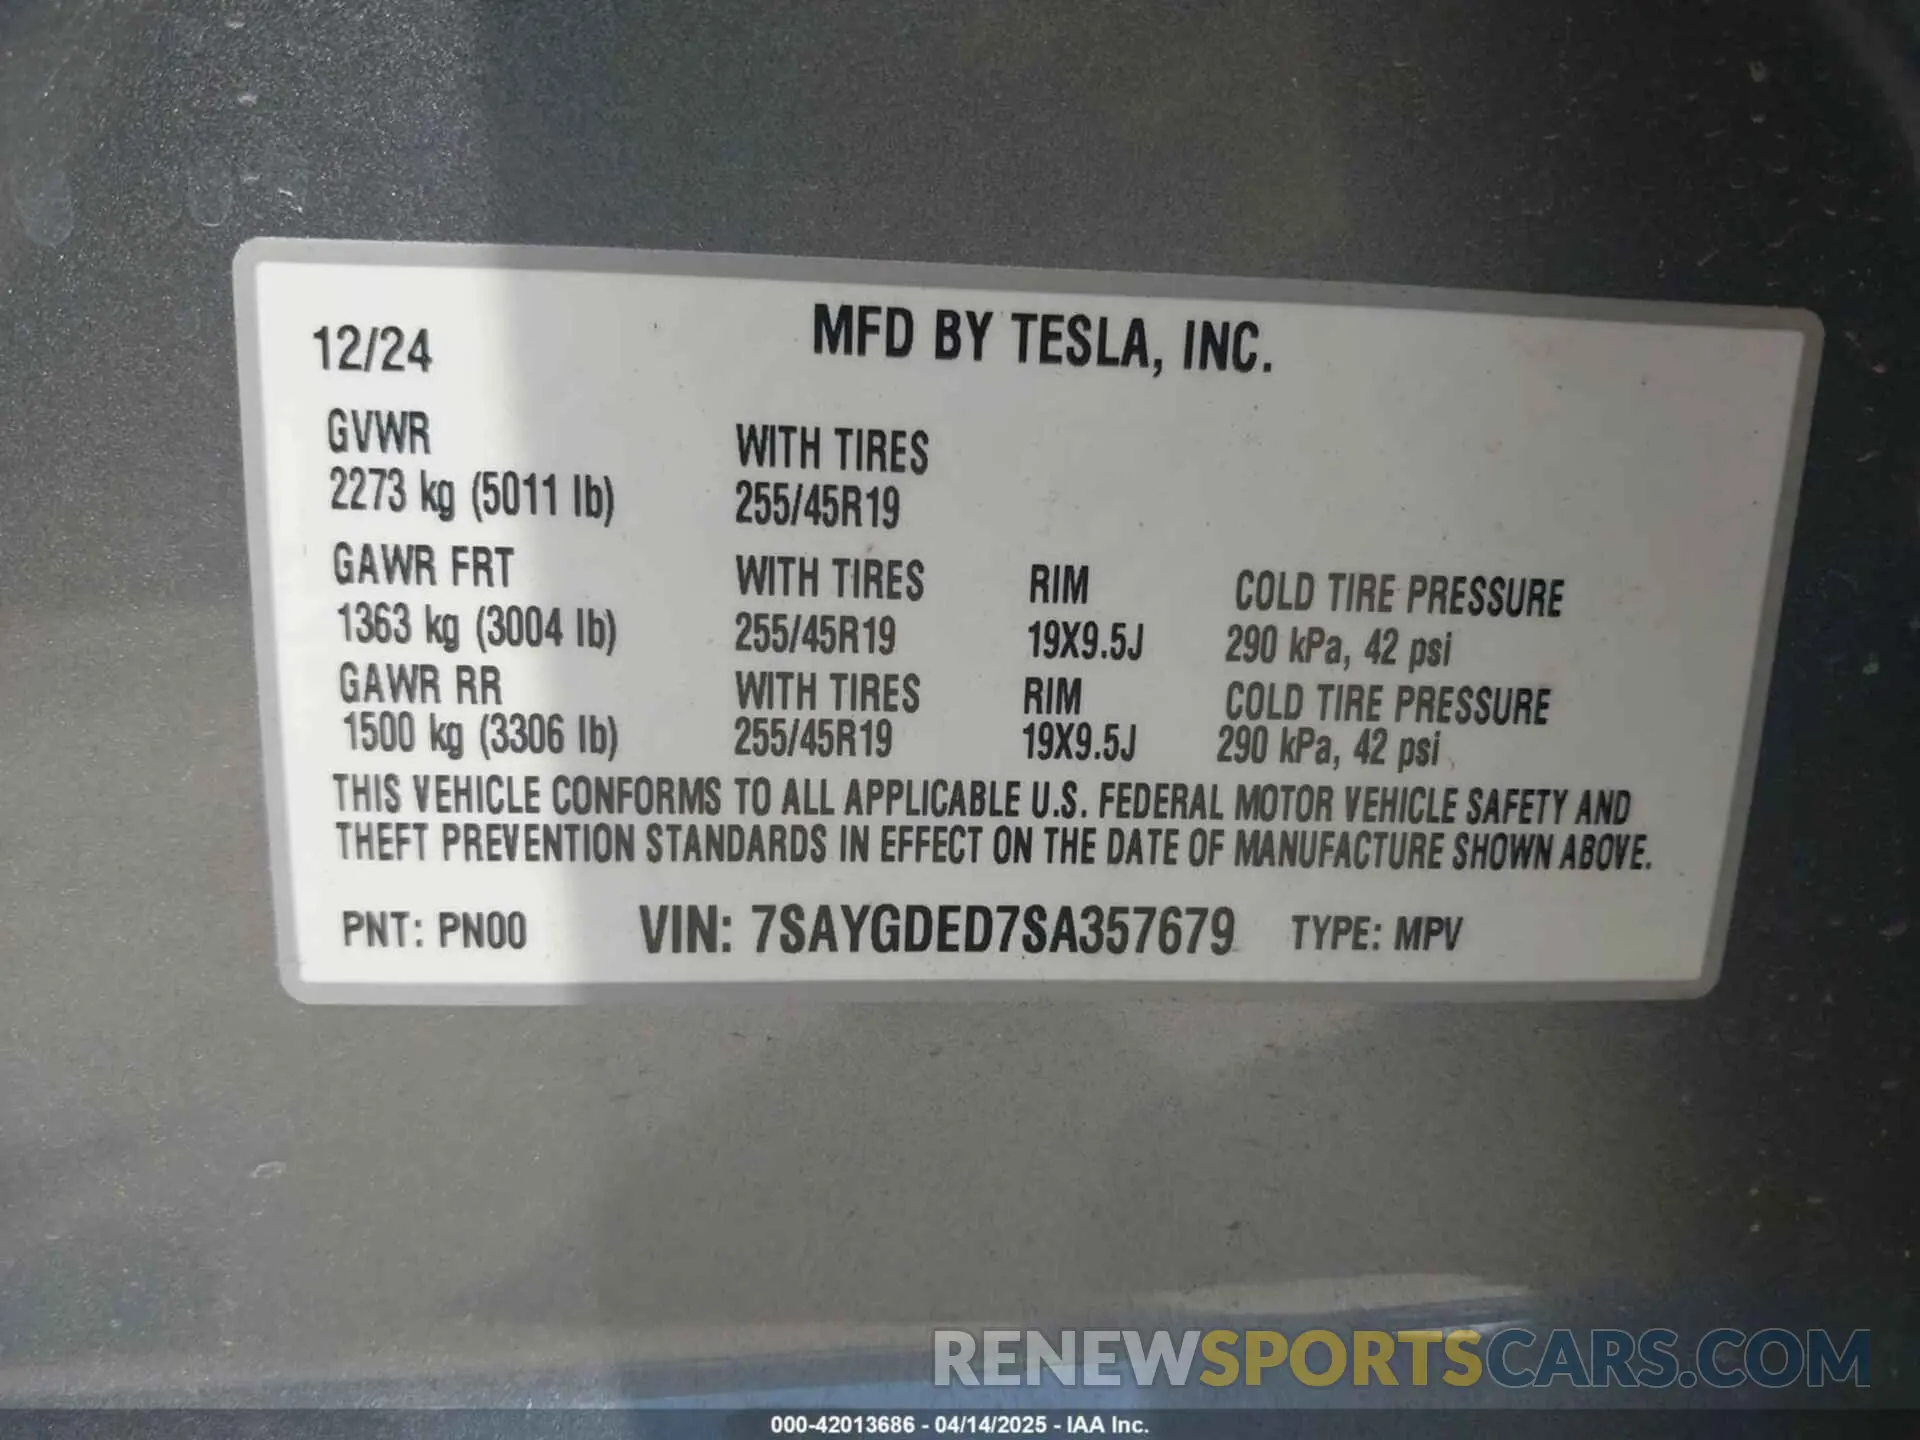 12/24 MFD BY TESLA, INC.
GVWR WITH TIRES
2273 kg (5011 lb) 255/45R19
GAWR FRT WITH TIRES RIM COLD TIRE PRESSURE
1363 kg (3004 lb) 255/45R19 19X9.5J 290 kPa, 42 psi
GAWR RR WITH TIRES RIM COLD TIRE PRESSURE
1500 kg (3306 lb) 255/45R19 19X9.5J 290 kPa, 42 psi
THIS VEHICLE CONFORMS TO ALL APPLICABLE U.S. FEDERAL MOTOR VEHICLE SAFETY AND
THEFT PREVENTION STANDARDS IN EFFECT ON THE DATE OF MANUFACTURE SHOWN ABOVE.
PNT: PN00 VIN: 7SAYGDED7SA357679 TYPE: MPV
RENEWSPORTSCARS.COM
000-42013686 - 04/14/2025 - IAA Inc.